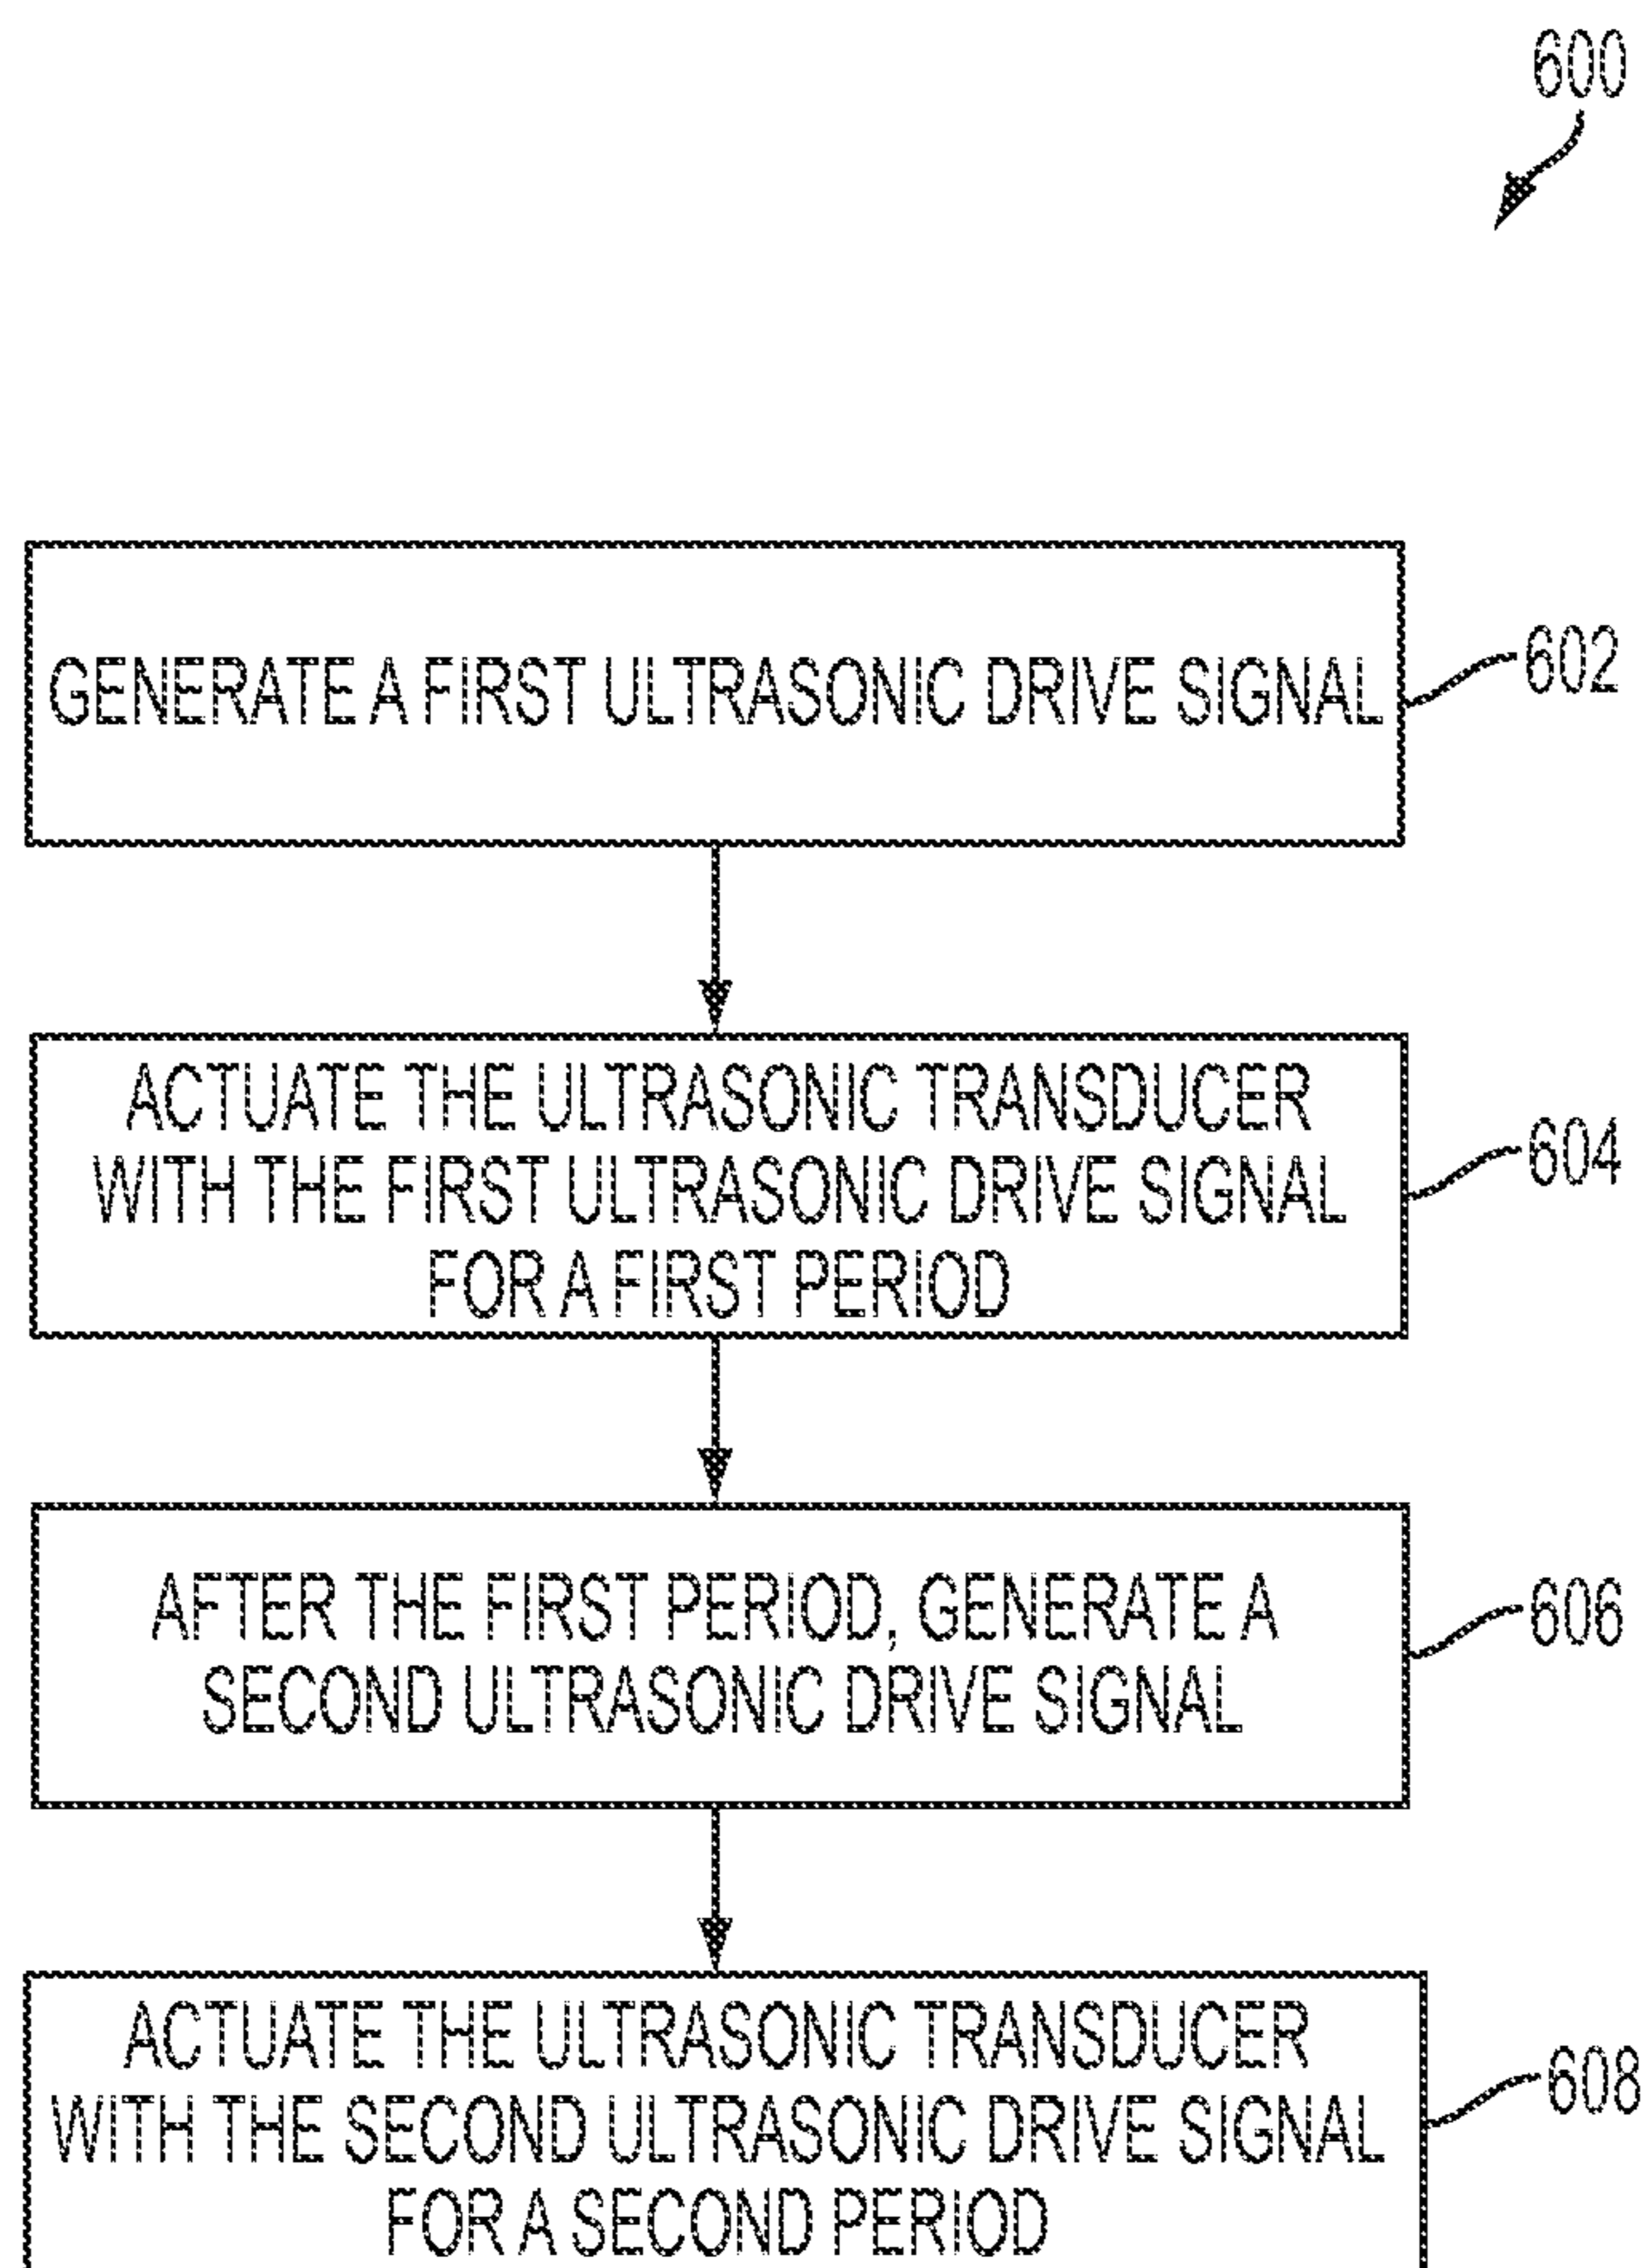 600
GENERATE A FIRST ULTRASONIC DRIVE SIGNAL
602
ACTUATE THE ULTRASONIC TRANSDUCER
WITH THE FIRST ULTRASONIC DRIVE SIGNAL
FOR A FIRST PERIOD
604
AFTER THE FIRST PERIOD, GENERATE A
SECOND ULTRASONIC DRIVE SIGNAL
606
ACTUATE THE ULTRASONIC TRANSDUCER
WITH THE SECOND ULTRASONIC DRIVE SIGNAL
FOR A SECOND PERIOD
608